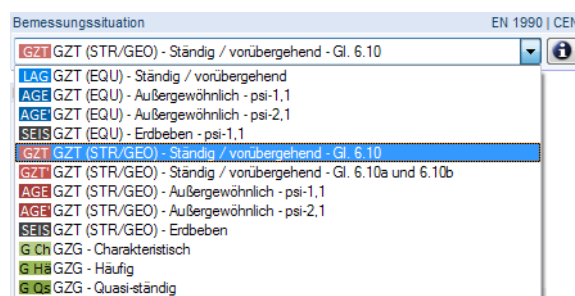 Bemessungssituation EN 1990 | CEN
GZT GZT (STR/GEO) - Ständig / vorübergehend - Gl. 6.10
LAG GZT (EQU) - Ständig / vorübergehend
AGE GZT (EQU) - Außergewöhnlich - psi-1,1
AGE' GZT (EQU) - Außergewöhnlich - psi-2,1
SEIS GZT (EQU) - Erdbeben - psi-1,1
GZT GZT (STR/GEO) - Ständig / vorübergehend - Gl. 6.10
GZT' GZT (STR/GEO) - Ständig / vorübergehend - Gl. 6.10a und 6.10b
AGE GZT (STR/GEO) - Außergewöhnlich - psi-1,1
AGE' GZT (STR/GEO) - Außergewöhnlich - psi-2,1
SEIS GZT (STR/GEO) - Erdbeben
G Ch GZG - Charakteristisch
G Hä GZG - Häufig
G Qs GZG - Quasi-ständig